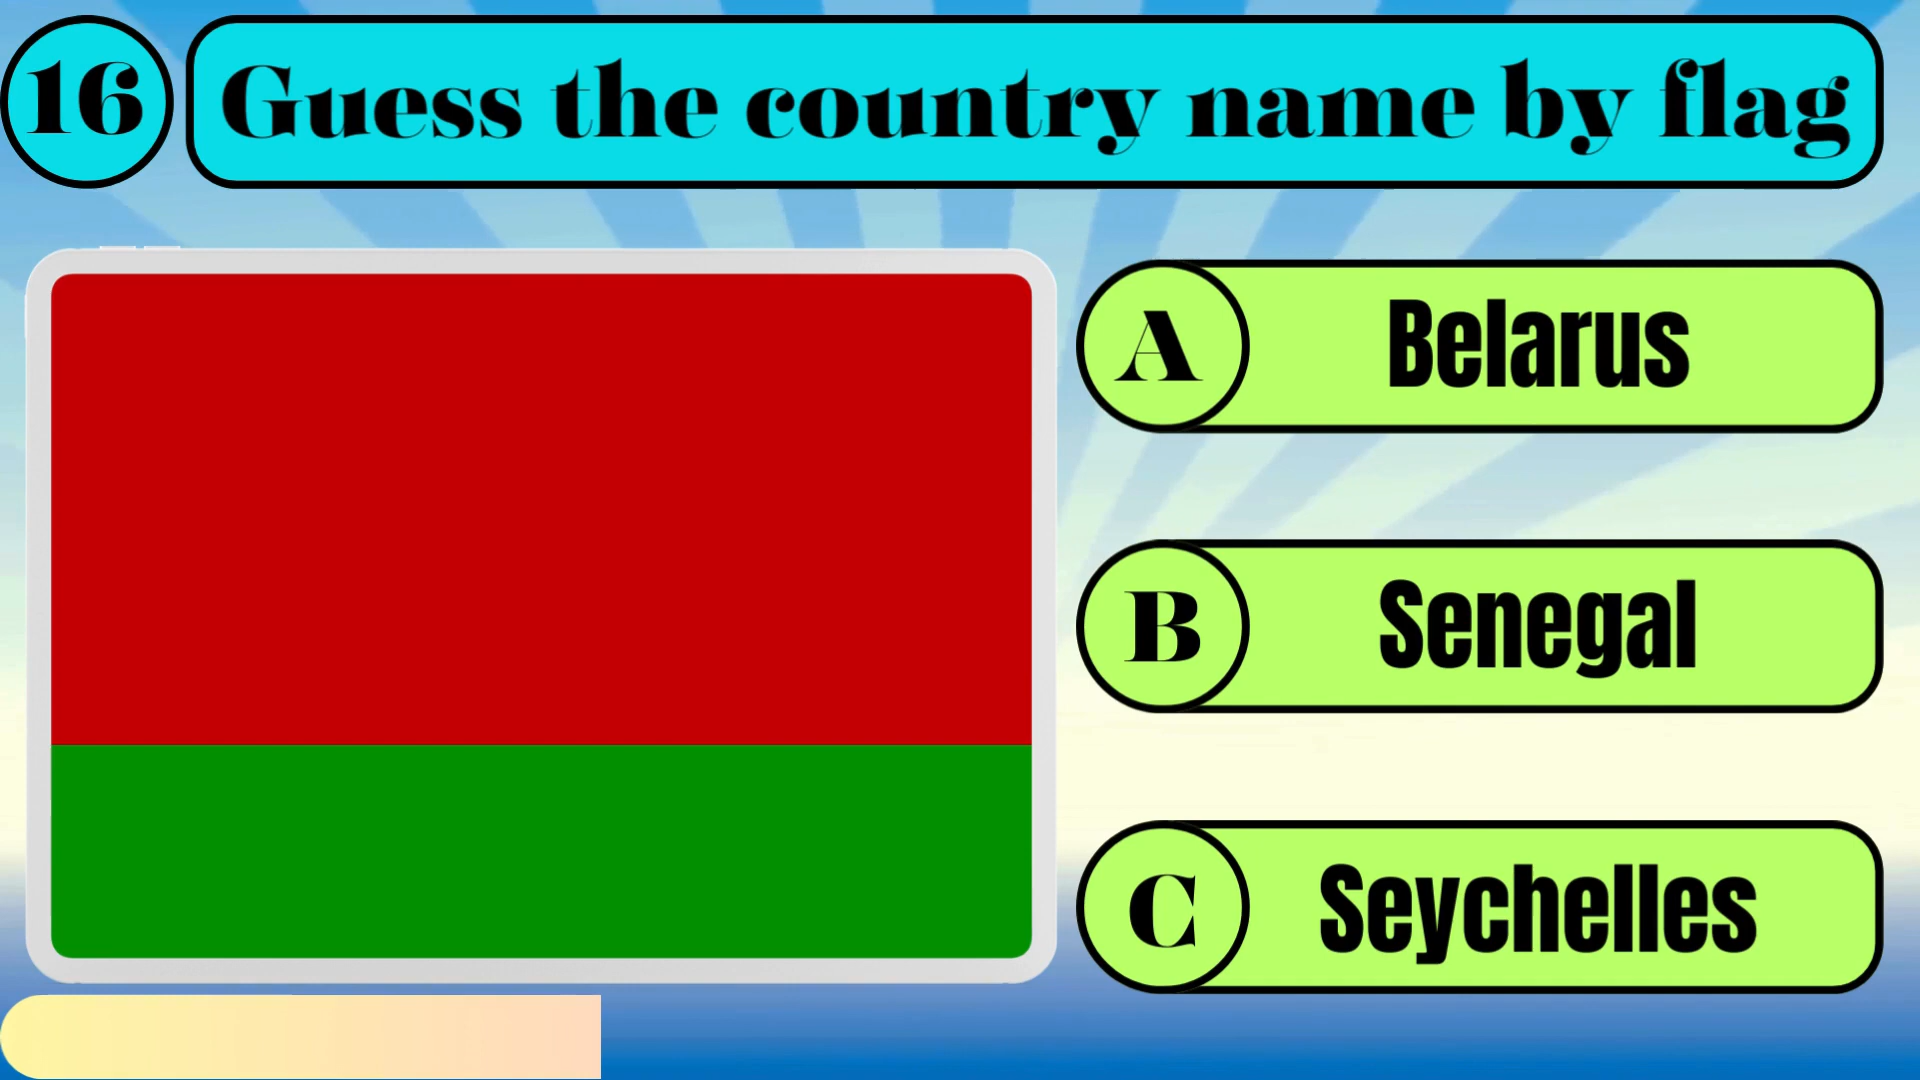 16
Guess the country name by flag
A
Belarus
B
Senegal
C
Seychelles